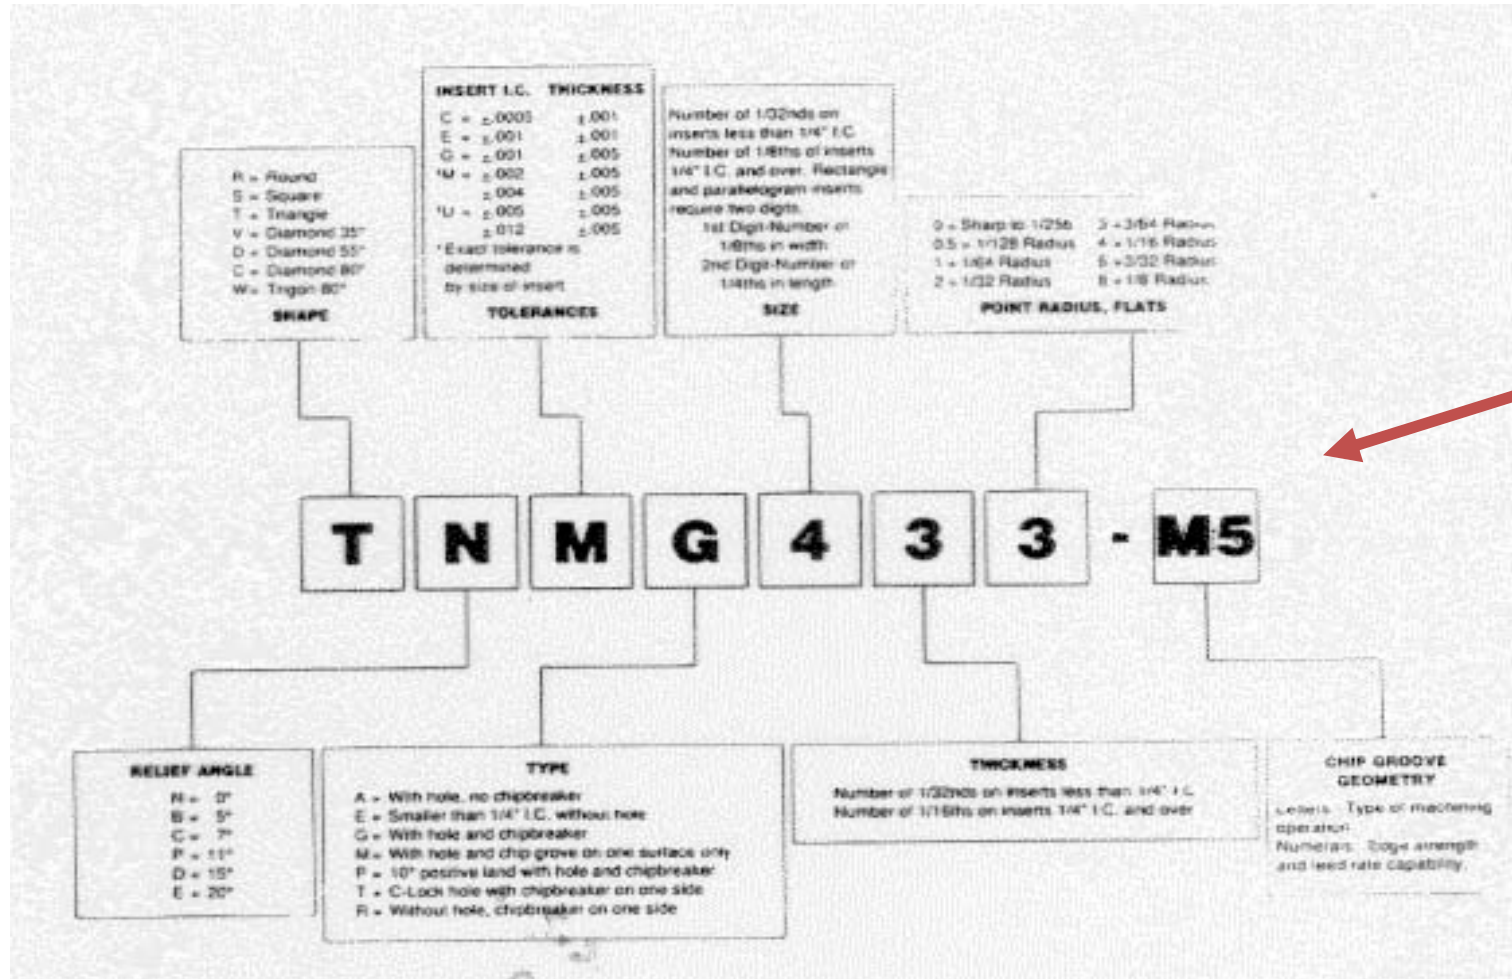 R = Round
S = Square
T = Triangle
V = Diamond 35°
D = Diamond 55°
C = Diamond 80°
W = Trigon 80°
SHAPE
INSERT I.C. THICKNESS
C = ±.0005 ±.001
E = ±.001 ±.001
G = ±.001 ±.005
*M = ±.002 ±.005
±.004 ±.005
*U = ±.005 ±.005
±.012 ±.005
*Exact tolerance is
determined
by size of insert
TOLERANCES
Number of 1/32nds on
inserts less than 1/4" I.C.
Number of 1/8ths of inserts
1/4" I.C. and over. Rectangle
and parallelogram inserts
require two digits.
1st Digit-Number of
1/8ths in width
2nd Digit-Number of
1/4ths in length
SIZE
0 = Sharp to 1/256 3 = 3/64 Radius
0.5 = 1/128 Radius 4 = 1/16 Radius
1 = 1/64 Radius 6 = 3/32 Radius
2 = 1/32 Radius 8 = 1/8 Radius
POINT RADIUS, FLATS
T N M G 4 3 3 - M5
RELIEF ANGLE
N = 0°
B = 5°
C = 7°
P = 11°
D = 15°
E = 20°
TYPE
A = With hole, no chipbreaker
E = Smaller than 1/4" I.C. without hole
G = With hole and chipbreaker
M = With hole and chip grove on one surface only
P = 10° positive land with hole and chipbreaker
T = C-Lock hole with chipbreaker on one side
R = Without hole, chipbreaker on one side
THICKNESS
Number of 1/32nds on inserts less than 1/4" I.C.
Number of 1/16ths on inserts 1/4" I.C. and over
CHIP GROOVE
GEOMETRY
Letters: Type of machining
operation
Numerals: Edge strength
and feed rate capability.